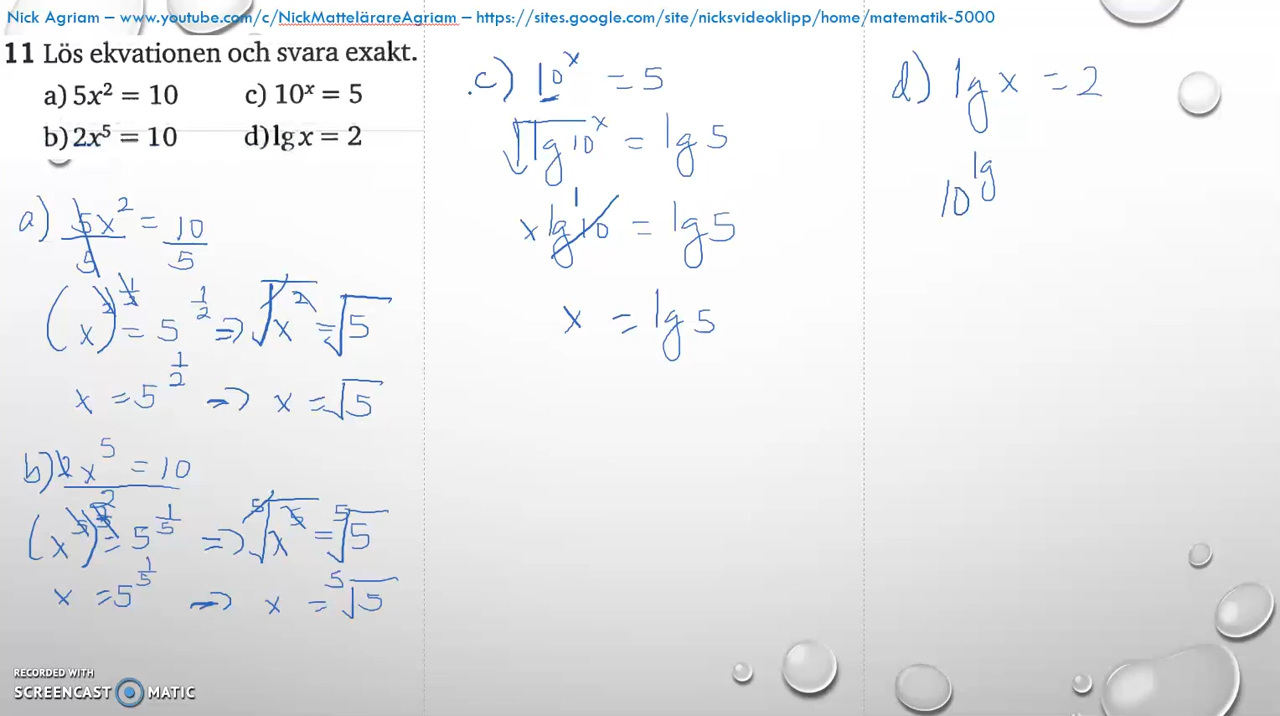 Nick Agriam – www.youtube.com/c/NickMattelärareAgriam – https://sites.google.com/site/nicksvideoklipp/home/matematik-5000
11 Lös ekvationen och svara exakt.
a) 5x² = 10 c) 10ˣ = 5
b) 2x⁵ = 10 d) lg x = 2
a) 5x²/5 = 10/5
(x²)^(1/2) = 5^(1/2) => √x² = √5
x = 5^(1/2) => x = √5
b) 2x⁵ = 10
2
(x⁵)^(1/5) = 5^(1/5) => ⁵√x⁵ = ⁵√5
x = 5^(1/5) => x = ⁵√5
c) 10ˣ = 5
lg 10ˣ = lg 5
x lg 10 = lg 5
1
x = lg 5
d) lg x = 2
10^lg
RECORDED WITH
SCREENCAST MATIC